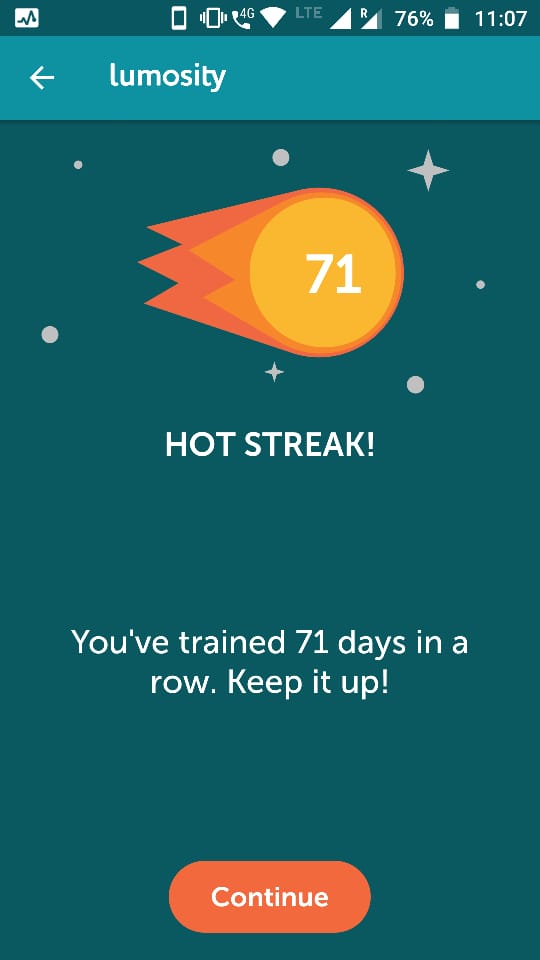 4G LTE R 76% 11:07
lumosity
71
HOT STREAK!
You've trained 71 days in a
row. Keep it up!
Continue